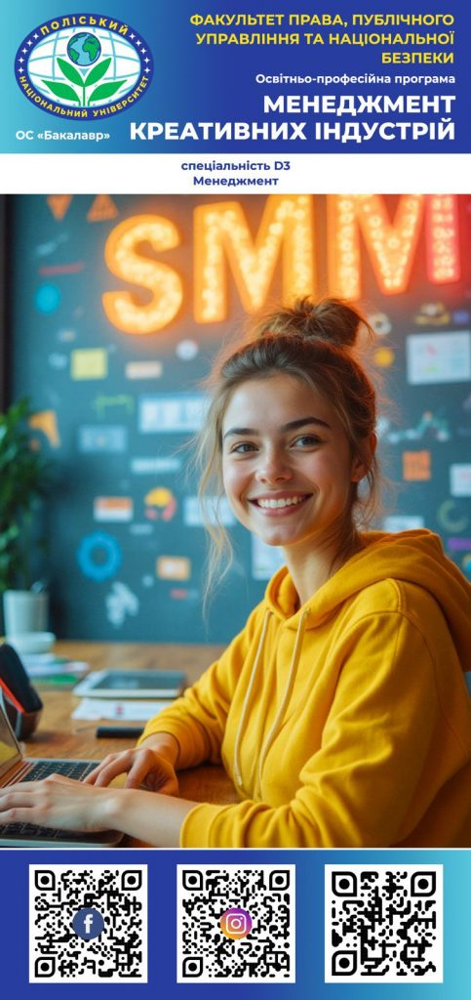 ПОЛІСЬКИЙ
НАЦІОНАЛЬНИЙ УНІВЕРСИТЕТ
ФАКУЛЬТЕТ ПРАВА, ПУБЛІЧНОГО
УПРАВЛІННЯ ТА НАЦІОНАЛЬНОЇ
БЕЗПЕКИ
Освітньо-професійна програма
МЕНЕДЖМЕНТ
ОС «Бакалавр» КРЕАТИВНИХ ІНДУСТРІЙ
спеціальність D3
Менеджмент
SMM